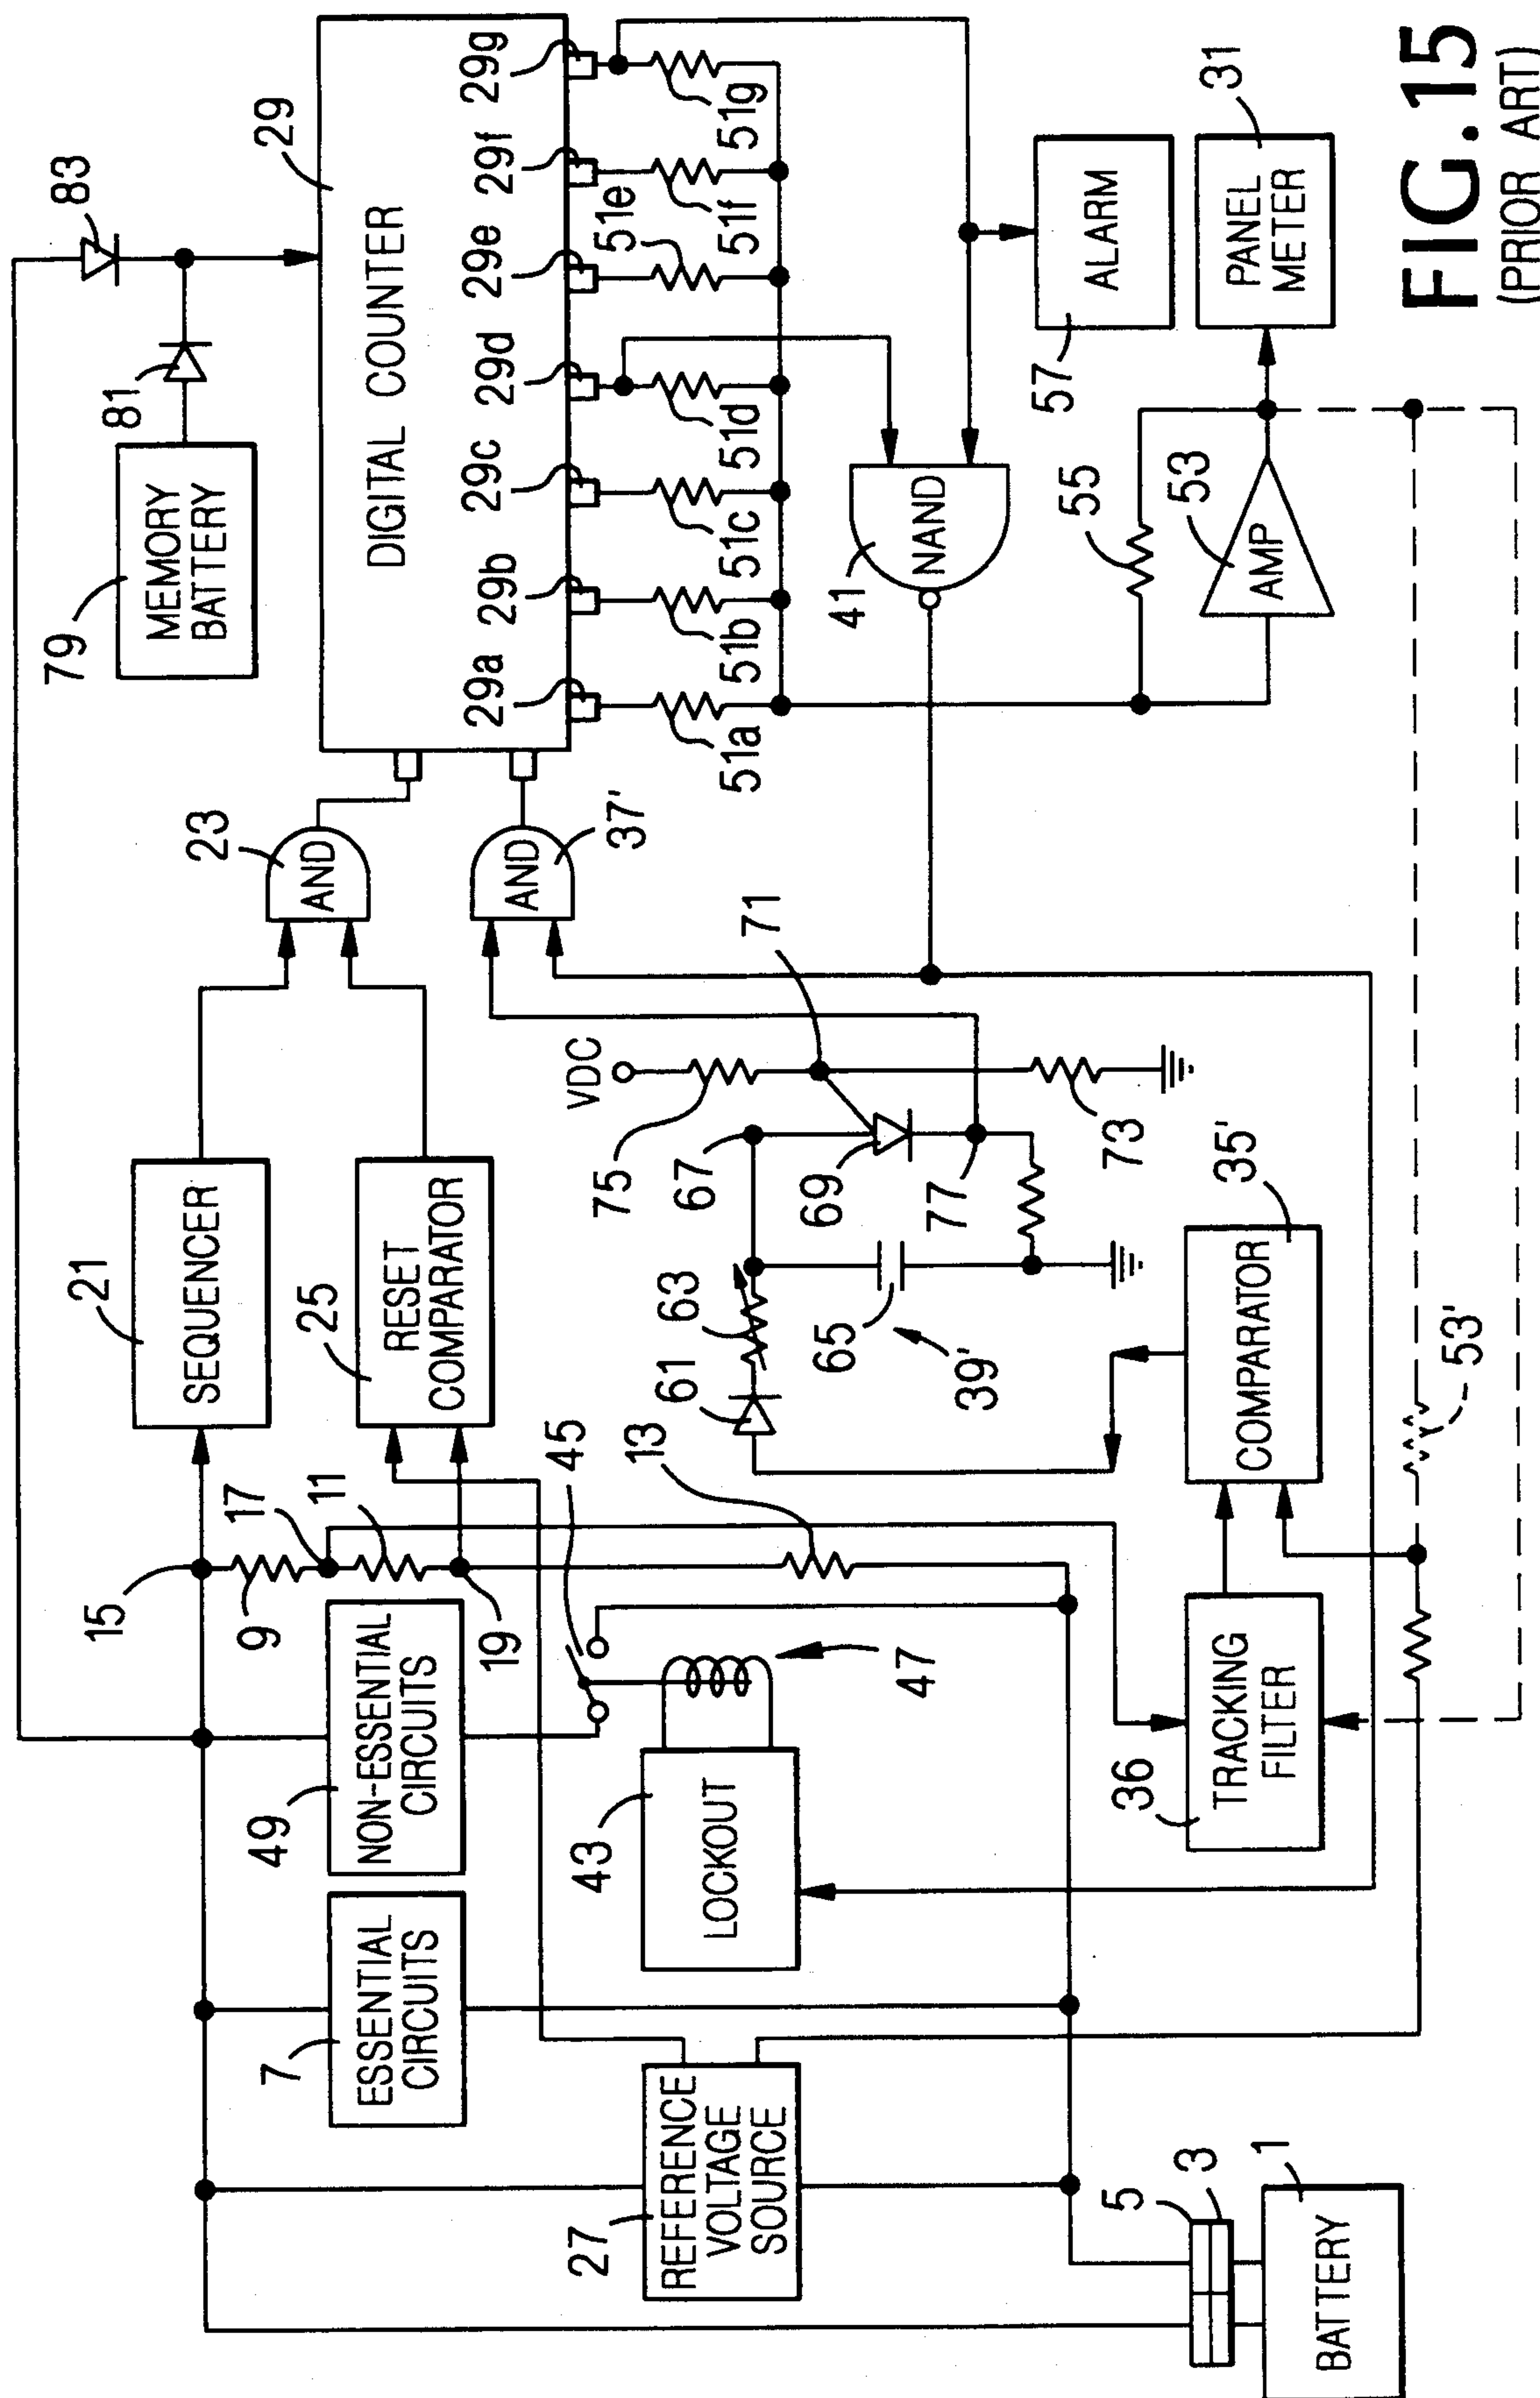 79
MEMORY
BATTERY
81
83
29
DIGITAL COUNTER
29a
29b
29c
29d
29e
29f
29g
51a
51b
51c
51d
51e
51f
51g
23
AND
37'
AND
41
NAND
57
ALARM
31
PANEL
METER
55
53
AMP
21
SEQUENCER
25
RESET
COMPARATOR
VDC
75
71
67
69
77
73
61
63
65
39'
35'
COMPARATOR
53'
15
17
9
11
19
13
45
47
49
NON-ESSENTIAL
CIRCUITS
7
ESSENTIAL
CIRCUITS
43
LOCKOUT
36
TRACKING
FILTER
27
REFERENCE
VOLTAGE
SOURCE
5
3
1
BATTERY
FIG.15
(PRIOR ART)